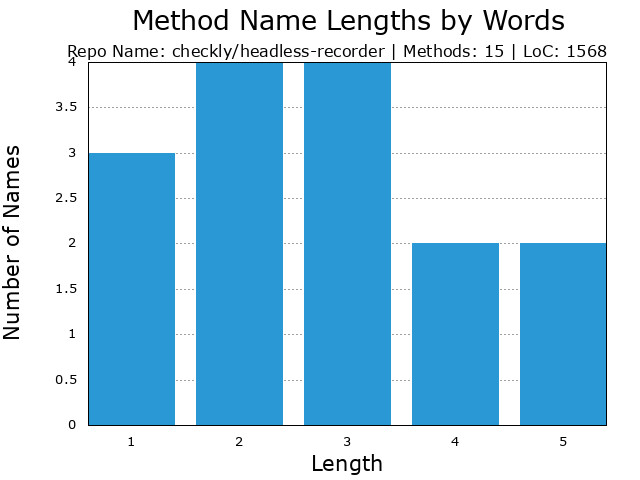 Method Name Lengths by Words
Repo Name: checkly/headless-recorder | Methods: 15 | LoC: 1568
Number of Names
4
3.5
3
2.5
2
1.5
1
0.5
0
1 2 3 4 5
Length